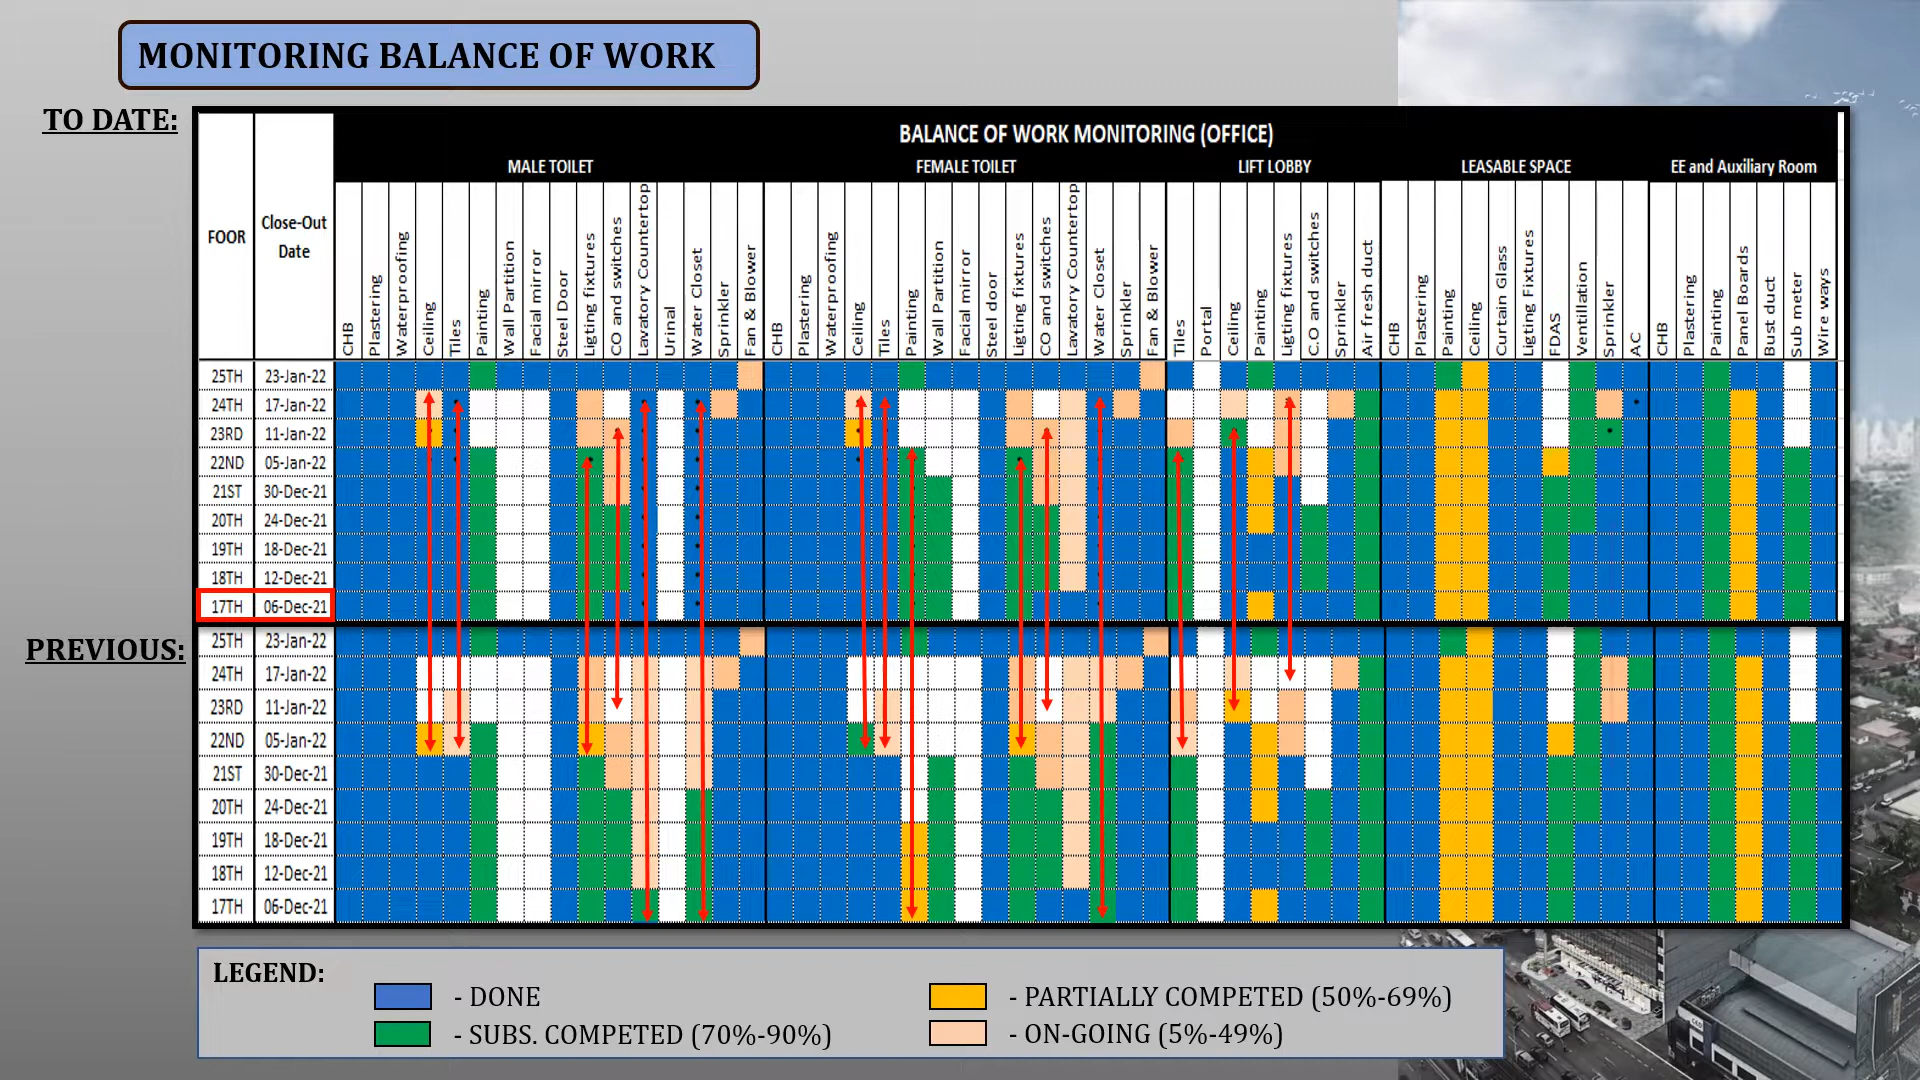 MONITORING BALANCE OF WORK
TO DATE:
BALANCE OF WORK MONITORING (OFFICE)
FOOR
Close-Out Date
MALE TOILET
FEMALE TOILET
LIFT LOBBY
LEASABLE SPACE
EE and Auxiliary Room
CHB
Plastering
Waterproofing
Ceiling
Tiles
Painting
Wall Partition
Facial mirror
Steel Door
Ligting fixtures
CO and switches
Lavatory Countertop
Urinal
Water Closet
Sprinkler
Fan & Blower
CHB
Plastering
Waterproofing
Ceiling
Tiles
Painting
Wall Partition
Facial mirror
Steel door
Ligting fixtures
CO and switches
Lavatory Countertop
Water Closet
Sprinkler
Fan & Blower
Tiles
Portal
Ceiling
Painting
Ligting fixtures
C.O and switches
Sprinkler
Air fresh duct
CHB
Plastering
Painting
Ceiling
Curtain Glass
Ligting Fixtures
FDAS
Ventillation
Sprinkler
AC
CHB
Plastering
Painting
Panel Boards
Bust duct
Sub meter
Wire ways
25TH 23-Jan-22
24TH 17-Jan-22
23RD 11-Jan-22
22ND 05-Jan-22
21ST 30-Dec-21
20TH 24-Dec-21
19TH 18-Dec-21
18TH 12-Dec-21
17TH 06-Dec-21
PREVIOUS:
25TH 23-Jan-22
24TH 17-Jan-22
23RD 11-Jan-22
22ND 05-Jan-22
21ST 30-Dec-21
20TH 24-Dec-21
19TH 18-Dec-21
18TH 12-Dec-21
17TH 06-Dec-21
LEGEND:
- DONE
- PARTIALLY COMPETED (50%-69%)
- SUBS. COMPETED (70%-90%)
- ON-GOING (5%-49%)